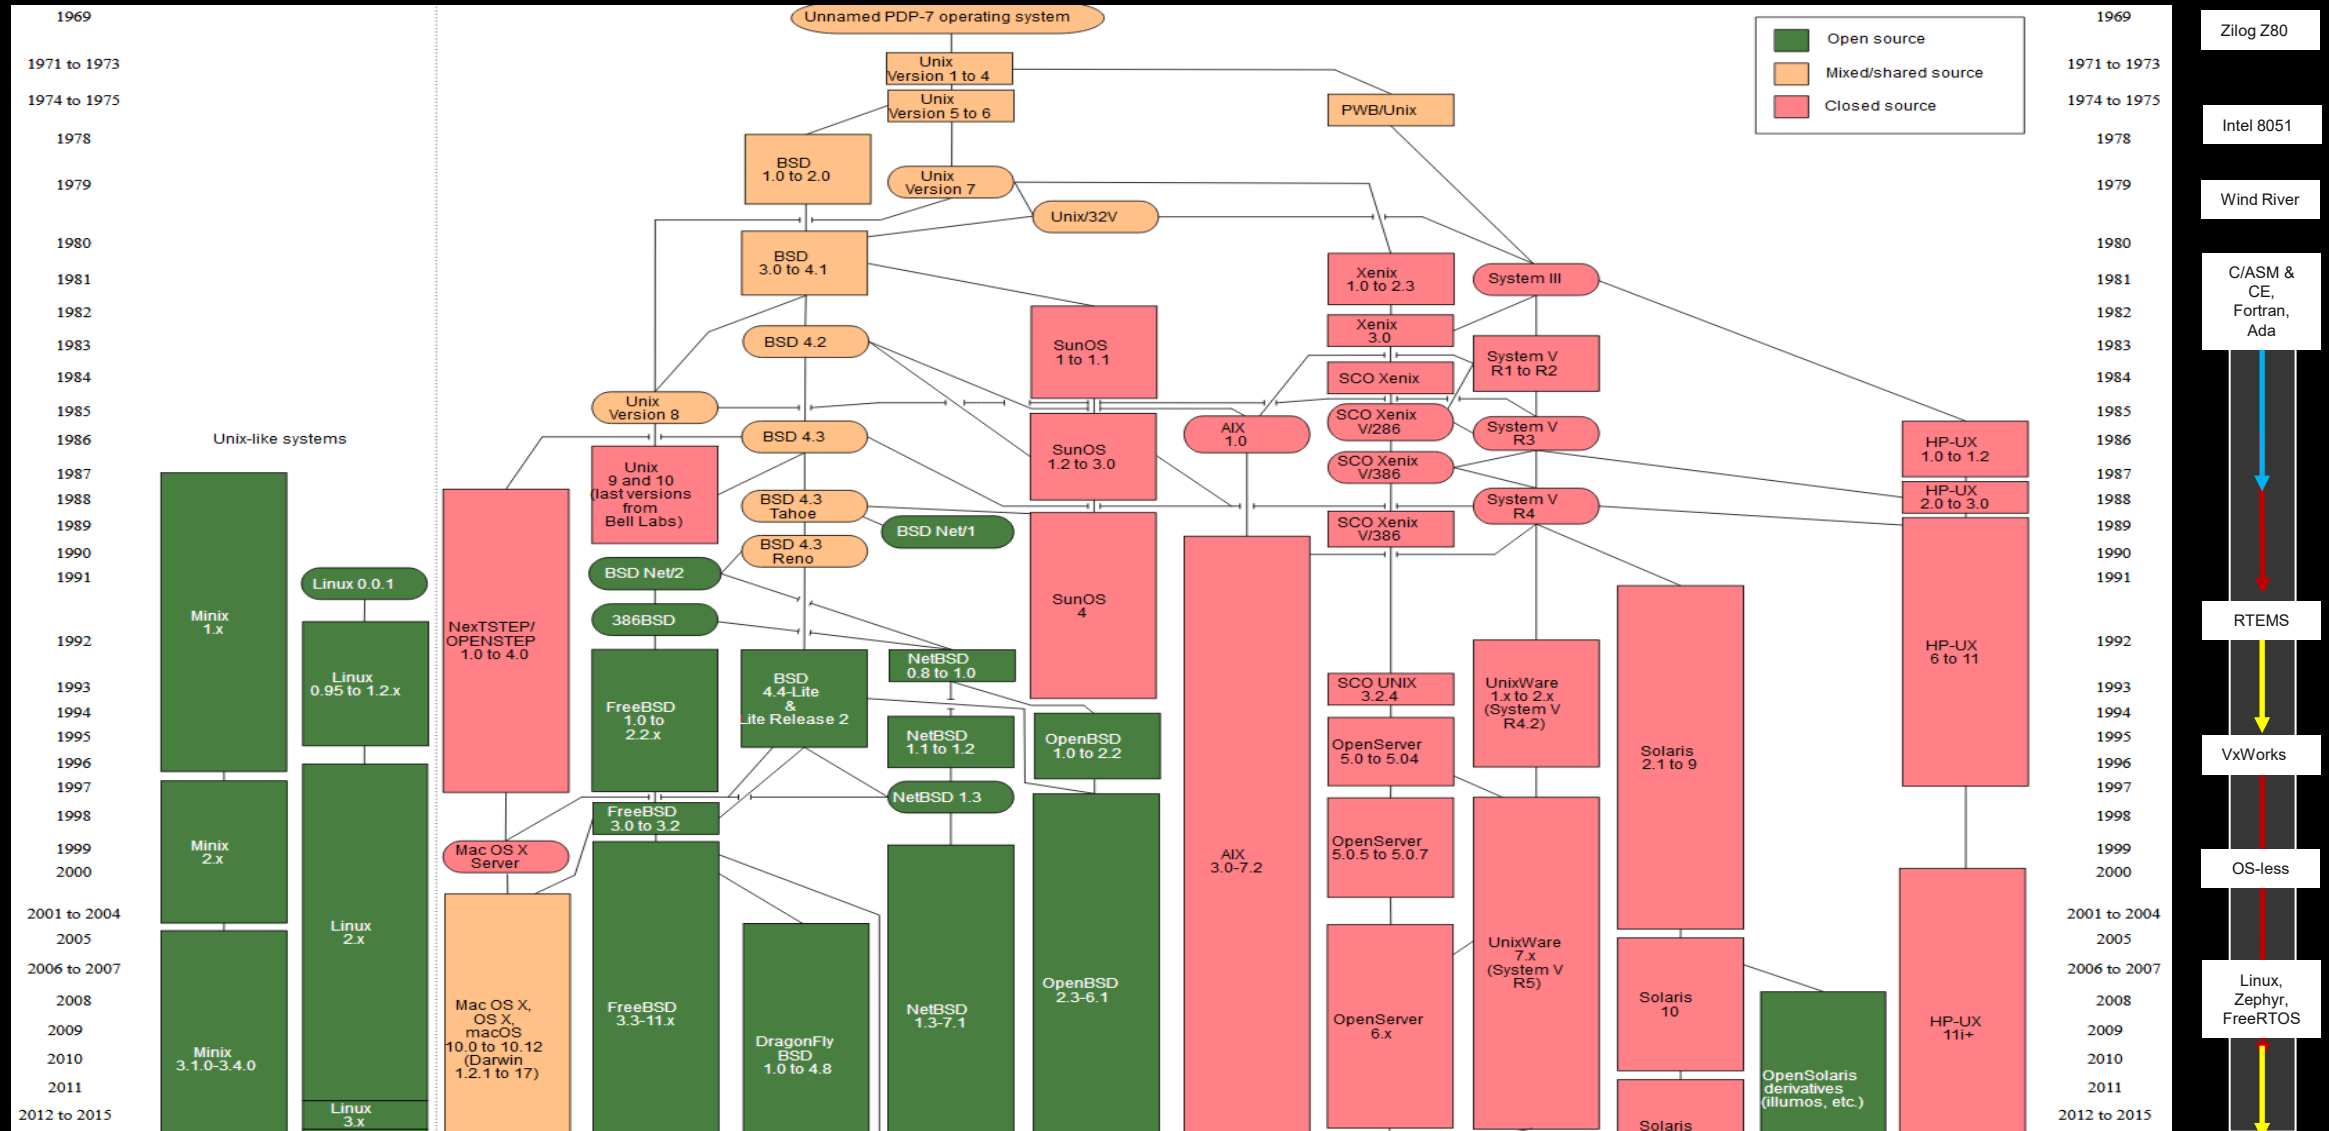 1969
1971 to 1973
1974 to 1975
1978
1979
1980
1981
1982
1983
1984
1985
1986
1987
1988
1989
1990
1991
1992
1993
1994
1995
1996
1997
1998
1999
2000
2001 to 2004
2005
2006 to 2007
2008
2009
2010
2011
2012 to 2015
Unix-like systems
Minix
1.x
Minix
2.x
Minix
3.1.0-3.4.0
Linux 0.0.1
Linux
0.95 to 1.2.x
Linux
2.x
Linux
3.x
NexTSTEP/
OPENSTEP
1.0 to 4.0
Mac OS X
Server
Mac OS X,
OS X,
macOS
10.0 to 10.12
(Darwin
1.2.1 to 17)
Unnamed PDP-7 operating system
Unix
Version 1 to 4
Unix
Version 5 to 6
PWB/Unix
BSD
1.0 to 2.0
Unix
Version 7
Unix/32V
BSD
3.0 to 4.1
BSD 4.2
Unix
Version 8
BSD 4.3
Unix
9 and 10
(last versions
from
Bell Labs)
BSD 4.3
Tahoe
BSD Net/1
BSD 4.3
Reno
BSD Net/2
386BSD
FreeBSD
1.0 to
2.2.x
BSD
4.4-Lite
&
Lite Release 2
NetBSD
0.8 to 1.0
NetBSD
1.1 to 1.2
NetBSD 1.3
OpenBSD
1.0 to 2.2
FreeBSD
3.0 to 3.2
FreeBSD
3.3-11.x
DragonFly
BSD
1.0 to 4.8
NetBSD
1.3-7.1
OpenBSD
2.3-6.1
SunOS
1 to 1.1
SunOS
1.2 to 3.0
SunOS
4
AIX
1.0
AIX
3.0-7.2
Xenix
1.0 to 2.3
Xenix
3.0
SCO Xenix
SCO Xenix
V/286
SCO Xenix
V/386
SCO Xenix
V/386
SCO UNIX
3.2.4
OpenServer
5.0 to 5.04
OpenServer
5.0.5 to 5.0.7
OpenServer
6.x
System III
System V
R1 to R2
System V
R3
System V
R4
UnixWare
1.x to 2.x
(System V
R4.2)
UnixWare
7.x
(System V
R5)
Solaris
2.1 to 9
Solaris
10
Solaris
OpenSolaris
derivatives
(illumos, etc.)
HP-UX
1.0 to 1.2
HP-UX
2.0 to 3.0
HP-UX
6 to 11
HP-UX
11i+
Open source
Mixed/shared source
Closed source
1969
1971 to 1973
1974 to 1975
1978
1979
1980
1981
1982
1983
1984
1985
1986
1987
1988
1989
1990
1991
1992
1993
1994
1995
1996
1997
1998
1999
2000
2001 to 2004
2005
2006 to 2007
2008
2009
2010
2011
2012 to 2015
Zilog Z80
Intel 8051
Wind River
C/ASM &
CE,
Fortran,
Ada
RTEMS
VxWorks
OS-less
Linux,
Zephyr,
FreeRTOS